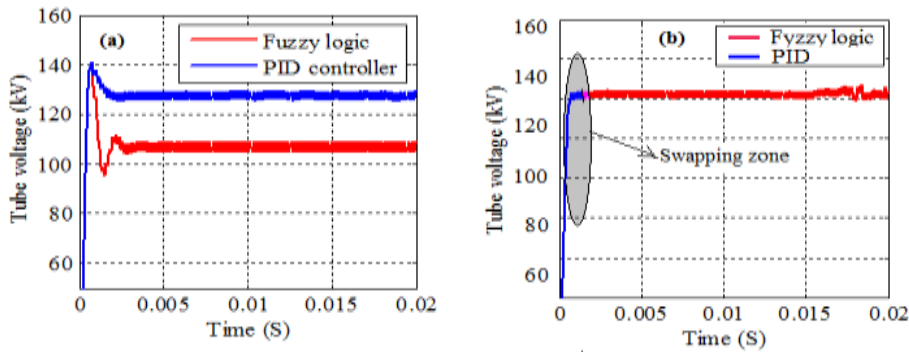 160
140
120
100
80
60
Tube voltage (kV)
(a)
Fuzzy logic
PID controller
0
0.005
0.01
0.015
0.02
Time (S)
160
140
120
100
80
60
Tube voltage (kV)
(b)
Fyzzy logic
PID
Swapping zone
0
0.005
0.01
0.015
0.02
Time (S)